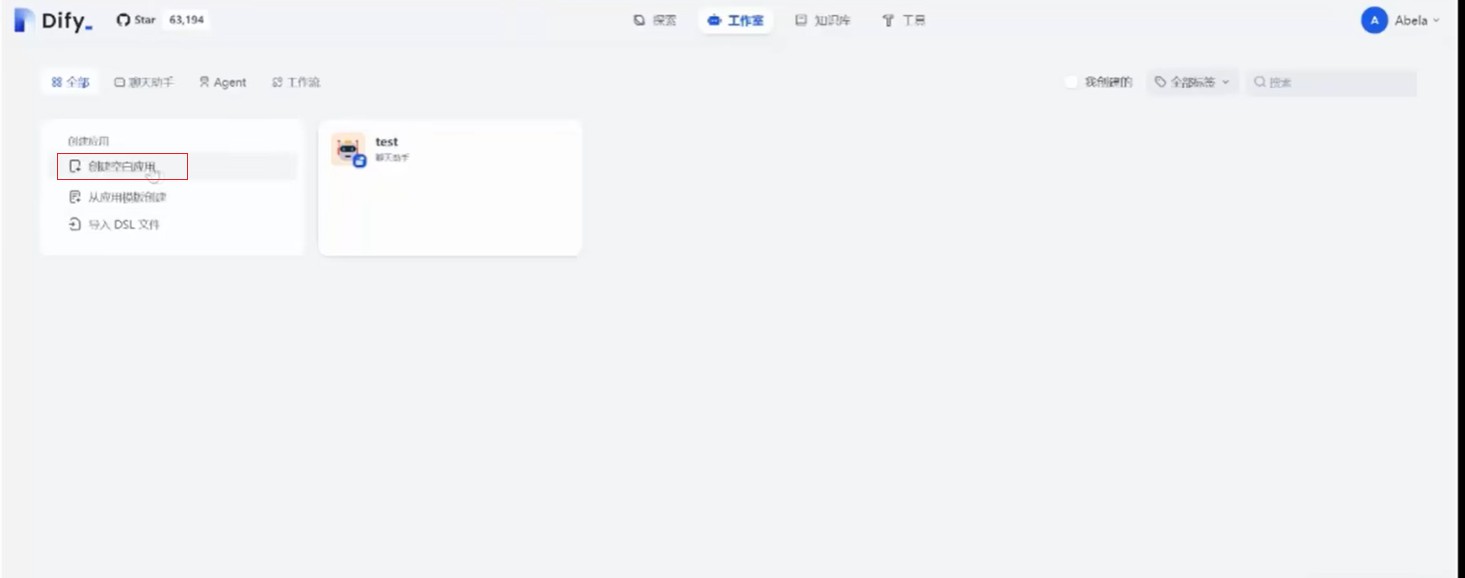 Dify_ Star 63,194 探索 工作室 知识库 工具 A Abela
全部 聊天助手 Agent 工作流 我创建的 全部标签 搜索
创建应用
创建空白应用
从应用模板创建
导入 DSL 文件
test
聊天助手